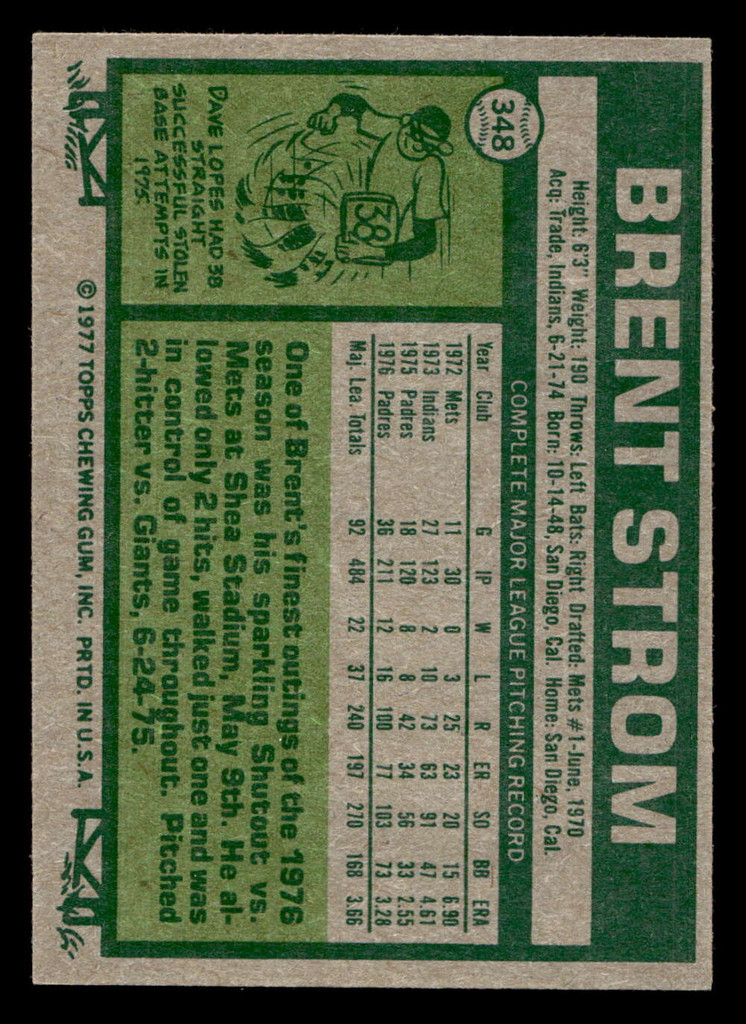 348
BRENT STROM
Height: 6'3" Weight: 190 Throws: Left Bats: Right Drafted: Mets #1-June, 1970
Acq: Trade, Indians, 6-21-74 Born: 10-14-48, San Diego, Cal. Home: San Diego, Cal.
COMPLETE MAJOR LEAGUE PITCHING RECORD
Year Club G IP W L R ER SO BB ERA
1972 Mets 11 30 0 3 25 23 20 15 6.90
1973 Indians 27 123 2 10 73 63 91 47 4.61
1975 Padres 18 120 8 8 42 34 56 33 2.55
1976 Padres 36 211 12 16 100 77 103 73 3.28
Maj. Lea. Totals 92 484 22 37 240 197 270 168 3.66
One of Brent's finest outings of the 1976
season was his sparkling Shutout vs.
Mets at Shea Stadium, May 9th. He al-
lowed only 2 hits, walked just one and was
in control of game throughout. Pitched
2-hitter vs. Giants, 6-24-75.
38
DAVE LOPES HAD 38
STRAIGHT
SUCCESSFUL STOLEN
BASE ATTEMPTS IN
1975.
© 1977 TOPPS CHEWING GUM, INC. PRTD. IN U.S.A.